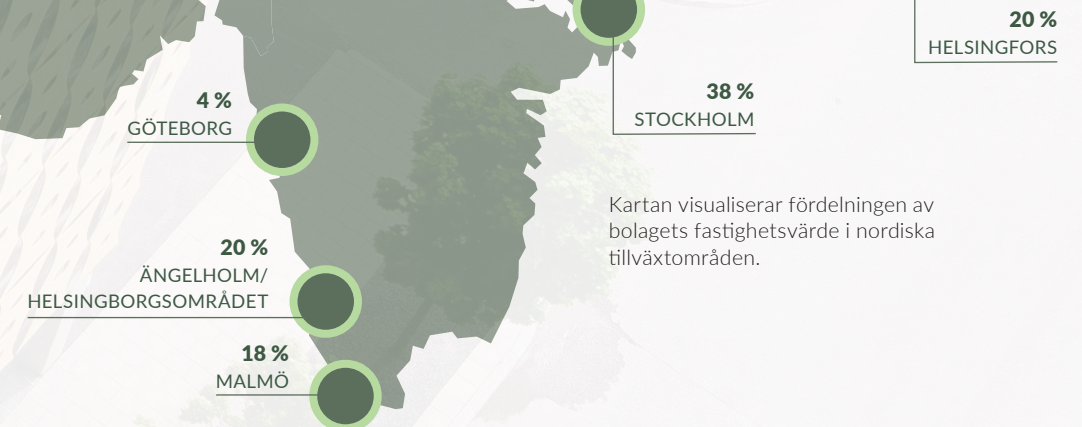 20 %
HELSINGFORS
38 %
STOCKHOLM
4 %
GÖTEBORG
Kartan visualiserar fördelningen av
bolagets fastighetsvärde i nordiska
tillväxtområden.
20 %
ÄNGELHOLM/
HELSINGBORGSOMRÅDET
18 %
MALMÖ